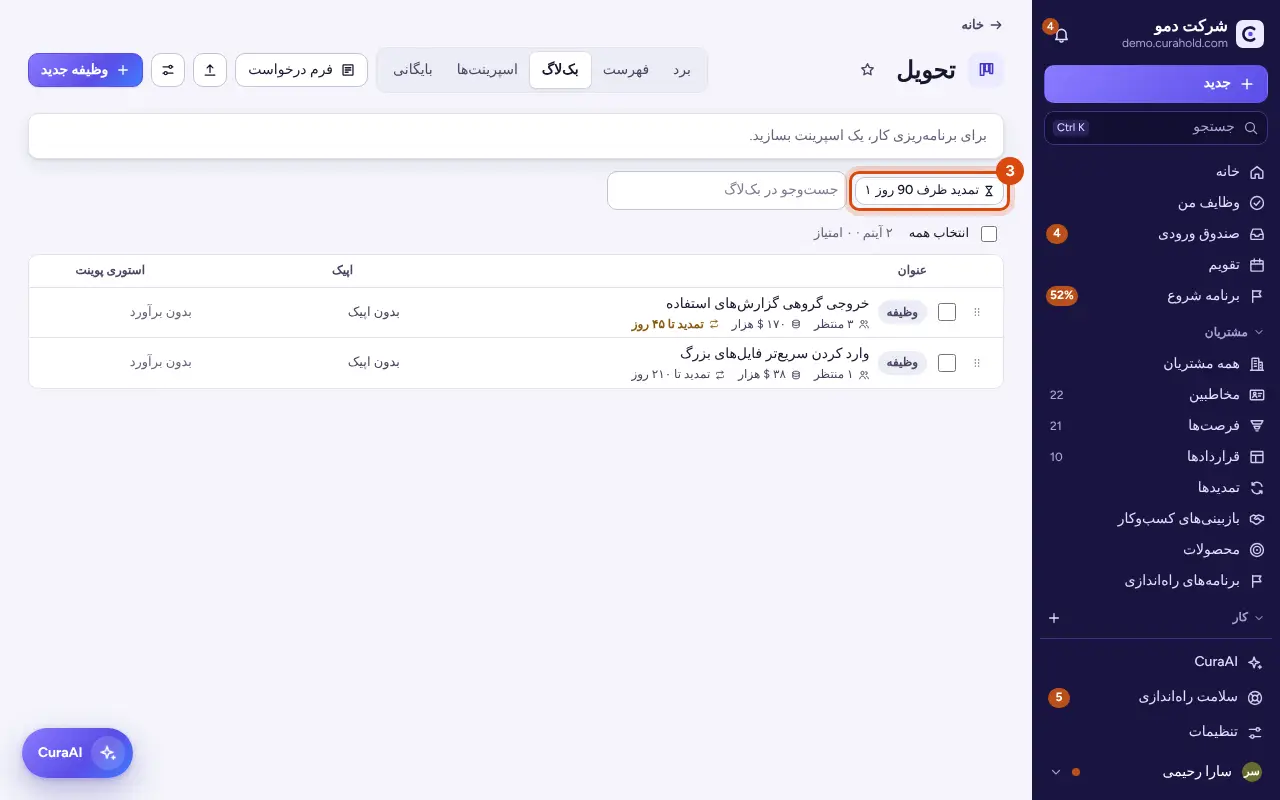 شرکت دمو
demo.curahold.com
4
جدید
جستجو
Ctrl K
خانه
وظایف من
صندوق ورودی
4
تقویم
برنامه شروع
52%
مشتریان
همه مشتریان
مخاطبین
22
فرصت‌ها
21
قراردادها
10
تمدیدها
بازبینی‌های کسب‌وکار
محصولات
برنامه‌های راه‌اندازی
کار
CuraAI
سلامت راه‌اندازی
5
تنظیمات
سر
سارا رحیمی
خانه
تحویل
برد
فهرست
بک‌لاگ
اسپرینت‌ها
بایگانی
فرم درخواست
وظیفه جدید
برای برنامه‌ریزی کار، یک اسپرینت بسازید.
3
تمدید ظرف 90 روز ۱
جست‌وجو در بک‌لاگ
انتخاب همه
۲ آیتم · ۰ امتیاز
عنوان
اپیک
استوری پوینت
وظیفه
خروجی گروهی گزارش‌های استفاده
۳ منتظر
۱۷۰ $ هزار
تمدید تا ۴۵ روز
بدون اپیک
بدون برآورد
وظیفه
وارد کردن سریع‌تر فایل‌های بزرگ
۱ منتظر
۳۸ $ هزار
تمدید تا ۲۱۰ روز
بدون اپیک
بدون برآورد
CuraAI